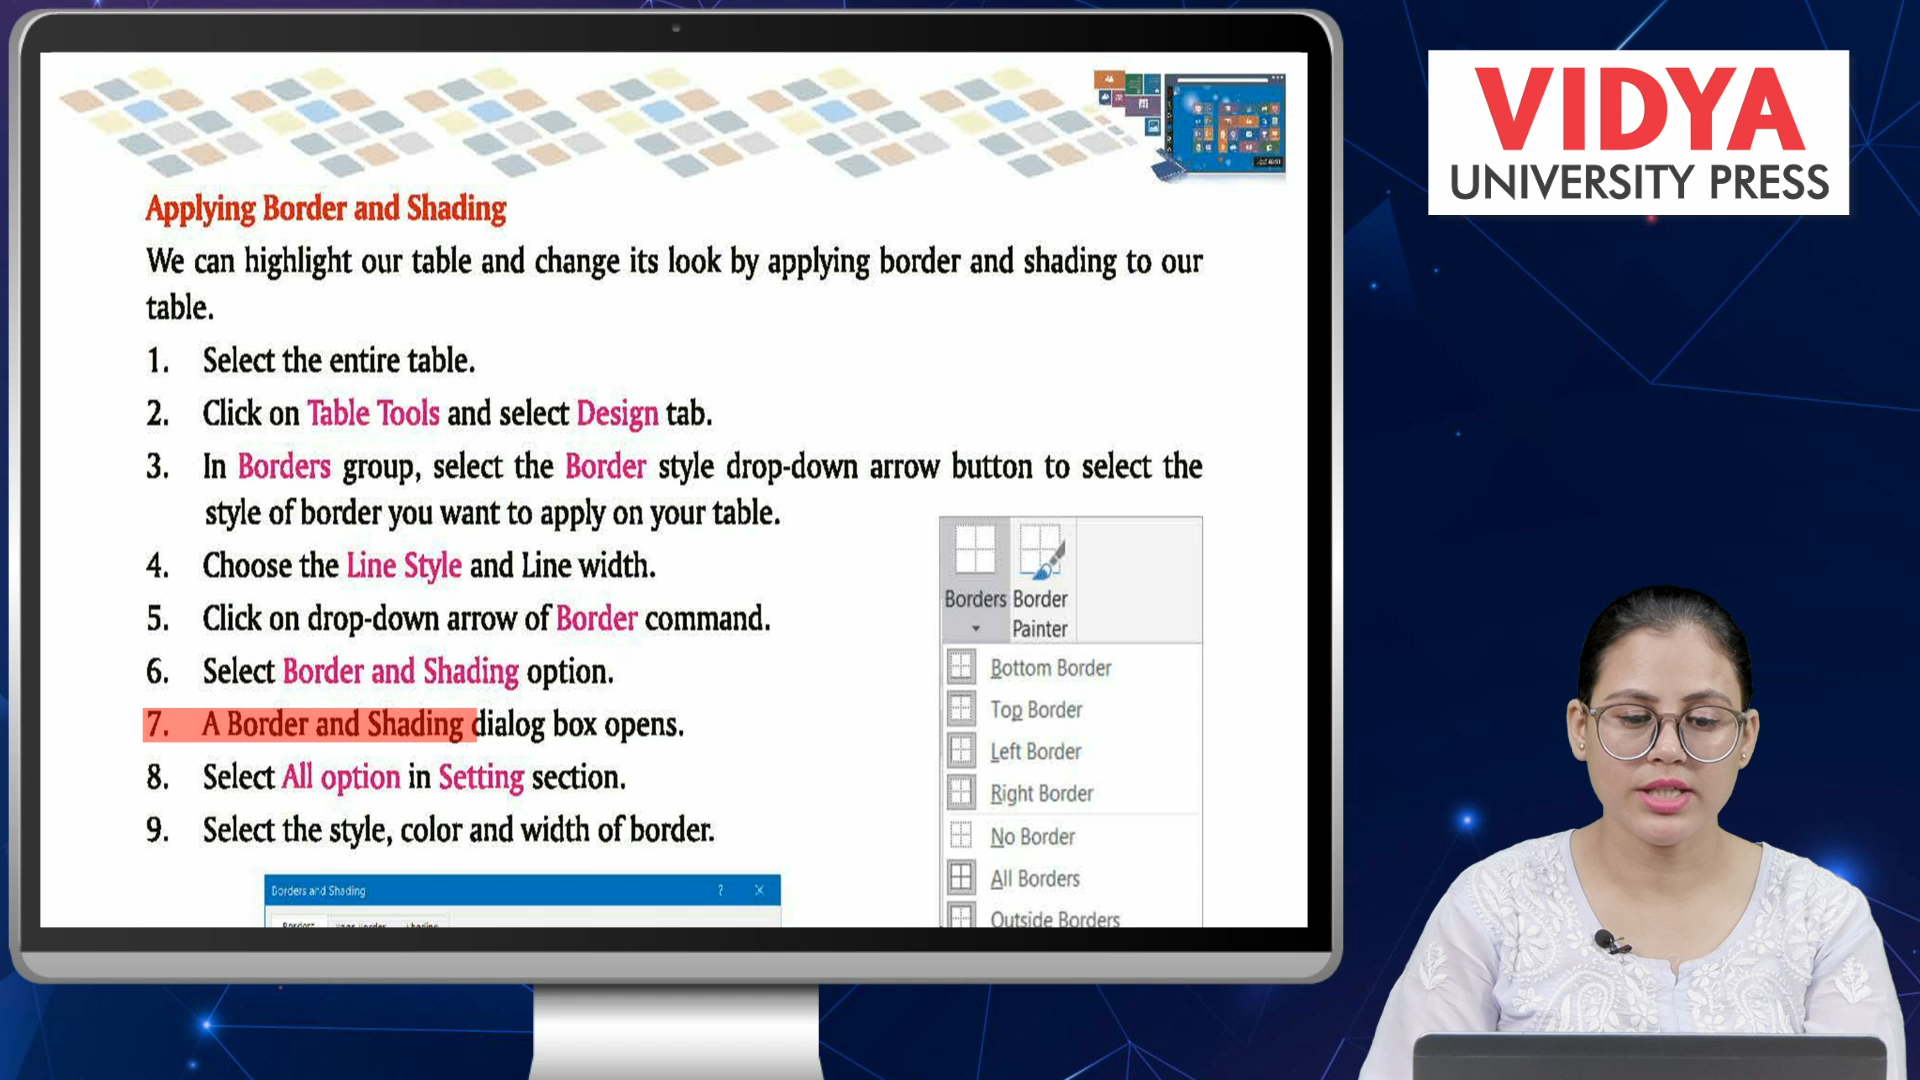 Applying Border and Shading
We can highlight our table and change its look by applying border and shading to our
table.
1. Select the entire table.
2. Click on Table Tools and select Design tab.
3. In Borders group, select the Border style drop-down arrow button to select the
style of border you want to apply on your table.
4. Choose the Line Style and Line width.
5. Click on drop-down arrow of Border command.
6. Select Border and Shading option.
7. A Border and Shading dialog box opens.
8. Select All option in Setting section.
9. Select the style, color and width of border.
Borders Border
Painter
Bottom Border
Top Border
Left Border
Right Border
No Border
All Borders
Outside Borders
Borders and Shading ?
Borders
VIDYA
UNIVERSITY PRESS